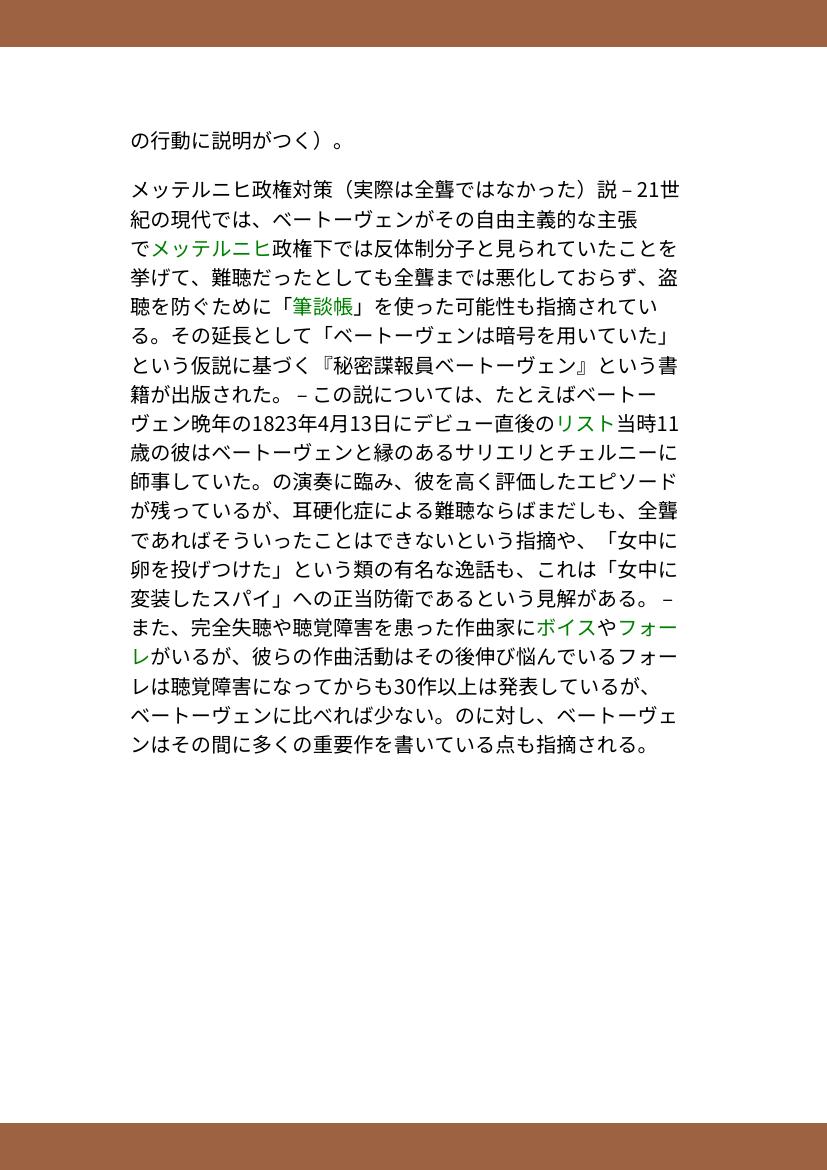 の行動に説明がつく）。
メッテルニヒ政権対策（実際は全聾ではなかった）説 – 21世
紀の現代では、ベートーヴェンがその自由主義的な主張
でメッテルニヒ政権下では反体制分子と見られていたことを
挙げて、難聴だったとしても全聾までは悪化しておらず、盗
聴を防ぐために「筆談帳」を使った可能性も指摘されてい
る。その延長として「ベートーヴェンは暗号を用いていた」
という仮説に基づく『秘密諜報員ベートーヴェン』という書
籍が出版された。 – この説については、たとえばベートー
ヴェン晩年の1823年4月13日にデビュー直後のリスト当時11
歳の彼はベートーヴェンと縁のあるサリエリとチェルニーに
師事していた。の演奏に臨み、彼を高く評価したエピソード
が残っているが、耳硬化症による難聴ならばまだしも、全聾
であればそういったことはできないという指摘や、「女中に
卵を投げつけた」という類の有名な逸話も、これは「女中に
変装したスパイ」への正当防衛であるという見解がある。 –
また、完全失聴や聴覚障害を患った作曲家にボイスやフォー
レがいるが、彼らの作曲活動はその後伸び悩んでいるフォー
レは聴覚障害になってからも30作以上は発表しているが、
ベートーヴェンに比べれば少ない。のに対し、ベートーヴェ
ンはその間に多くの重要作を書いている点も指摘される。